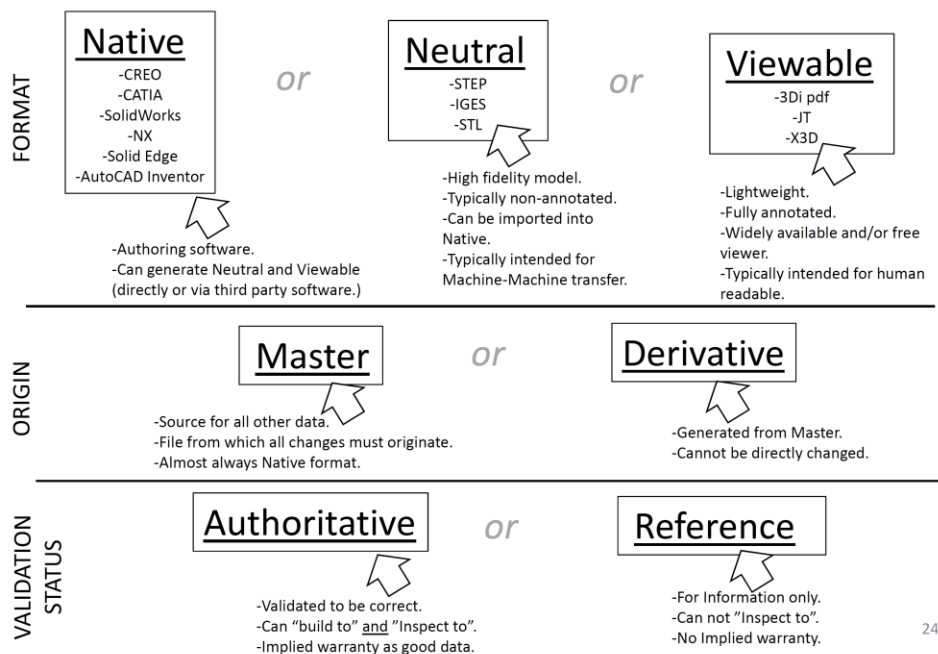 FORMAT
Native
-CREO
-CATIA
-SolidWorks
-NX
-Solid Edge
-AutoCAD Inventor
-Authoring software.
-Can generate Neutral and Viewable
(directly or via third party software.)
or
Neutral
-STEP
-IGES
-STL
-High fidelity model.
-Typically non-annotated.
-Can be imported into
Native.
-Typically intended for
Machine-Machine transfer.
or
Viewable
-3Di pdf
-JT
-X3D
-Lightweight.
-Fully annotated.
-Widely available and/or free
viewer.
-Typically intended for human
readable.
ORIGIN
Master
-Source for all other data.
-File from which all changes must originate.
-Almost always Native format.
or
Derivative
-Generated from Master.
-Cannot be directly changed.
VALIDATION
STATUS
Authoritative
-Validated to be correct.
-Can “build to” and ”Inspect to”.
-Implied warranty as good data.
or
Reference
-For Information only.
-Can not ”Inspect to”.
-No Implied warranty.
24